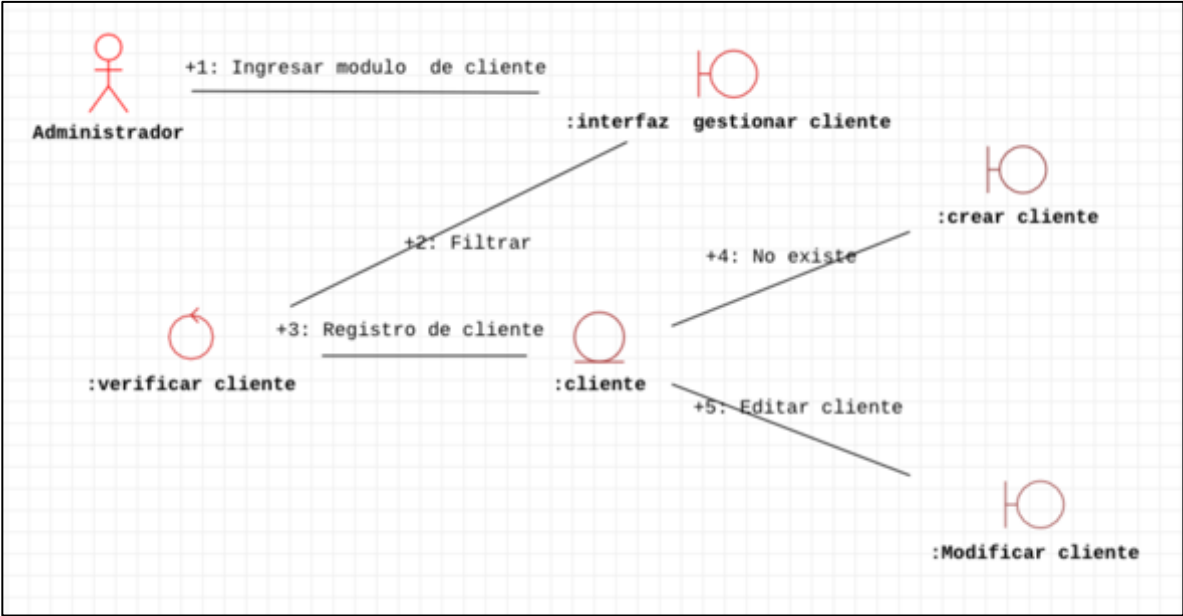 +1: Ingresar modulo de cliente
Administrador
:interfaz gestionar cliente
:crear cliente
+2: Filtrar
+4: No existe
+3: Registro de cliente
:verificar cliente
:cliente
+5: Editar cliente
:Modificar cliente